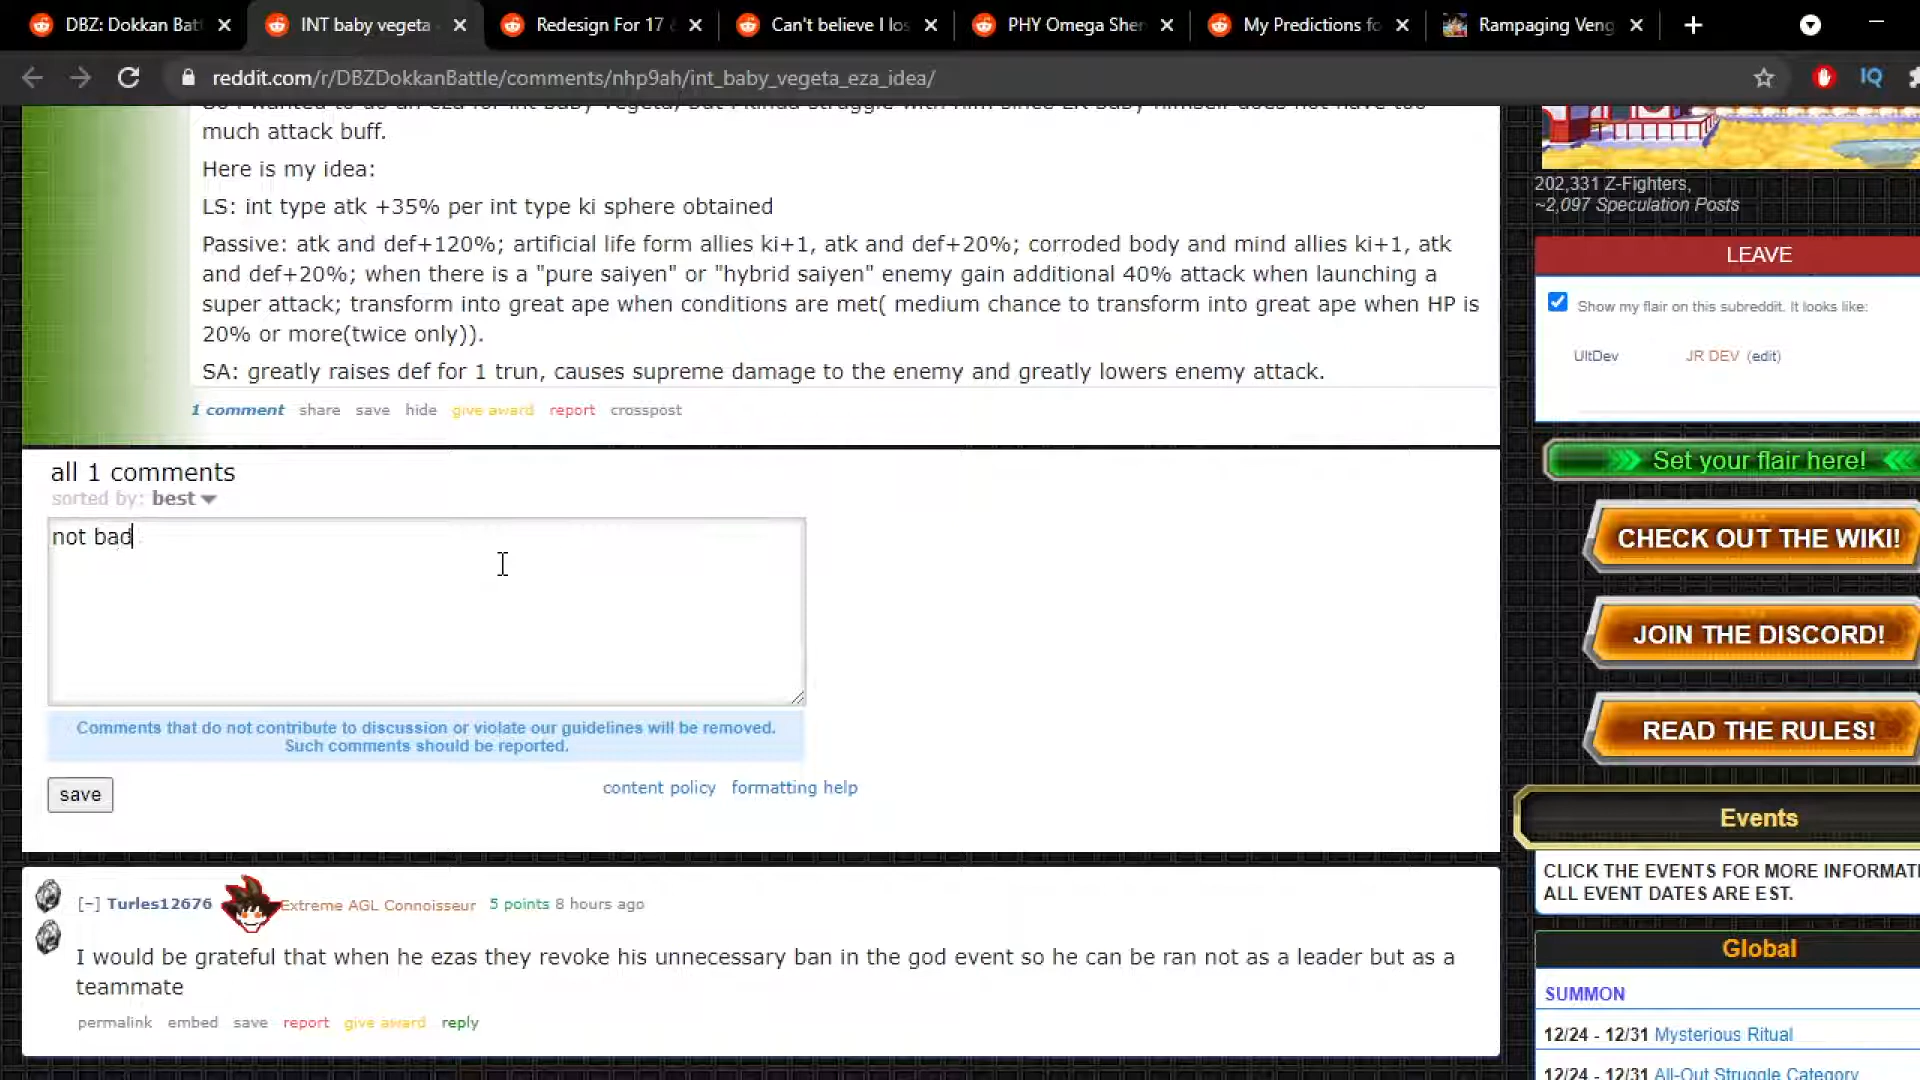 DBZ: Dokkan Bat
INT baby vegeta
Redesign For 17
Can't believe I los
PHY Omega Shen
My Predictions fo
Rampaging Veng
reddit.com/r/DBZDokkanBattle/comments/nhp9ah/int_baby_vegeta_eza_idea/
IQ
much attack buff.
Here is my idea:
LS: int type atk +35% per int type ki sphere obtained
Passive: atk and def+120%; artificial life form allies ki+1, atk and def+20%; corroded body and mind allies ki+1, atk
and def+20%; when there is a "pure saiyen" or "hybrid saiyen" enemy gain additional 40% attack when launching a
super attack; transform into great ape when conditions are met( medium chance to transform into great ape when HP is
20% or more(twice only)).
SA: greatly raises def for 1 trun, causes supreme damage to the enemy and greatly lowers enemy attack.
1 comment share save hide give award report crosspost
all 1 comments
sorted by: best
not bad
Comments that do not contribute to discussion or violate our guidelines will be removed.
Such comments should be reported.
save
content policy formatting help
[–] Turles12676 Extreme AGL Connoisseur 5 points 8 hours ago
I would be grateful that when he ezas they revoke his unnecessary ban in the god event so he can be ran not as a leader but as a
teammate
permalink embed save report give award reply
202,331 Z-Fighters,
~2,097 Speculation Posts
LEAVE
Show my flair on this subreddit. It looks like:
UltDev JR DEV (edit)
Set your flair here!
CHECK OUT THE WIKI!
JOIN THE DISCORD!
READ THE RULES!
Events
CLICK THE EVENTS FOR MORE INFORMATI
ALL EVENT DATES ARE EST.
Global
SUMMON
12/24 - 12/31 Mysterious Ritual
12/24 - 12/31 All-Out Struggle Category